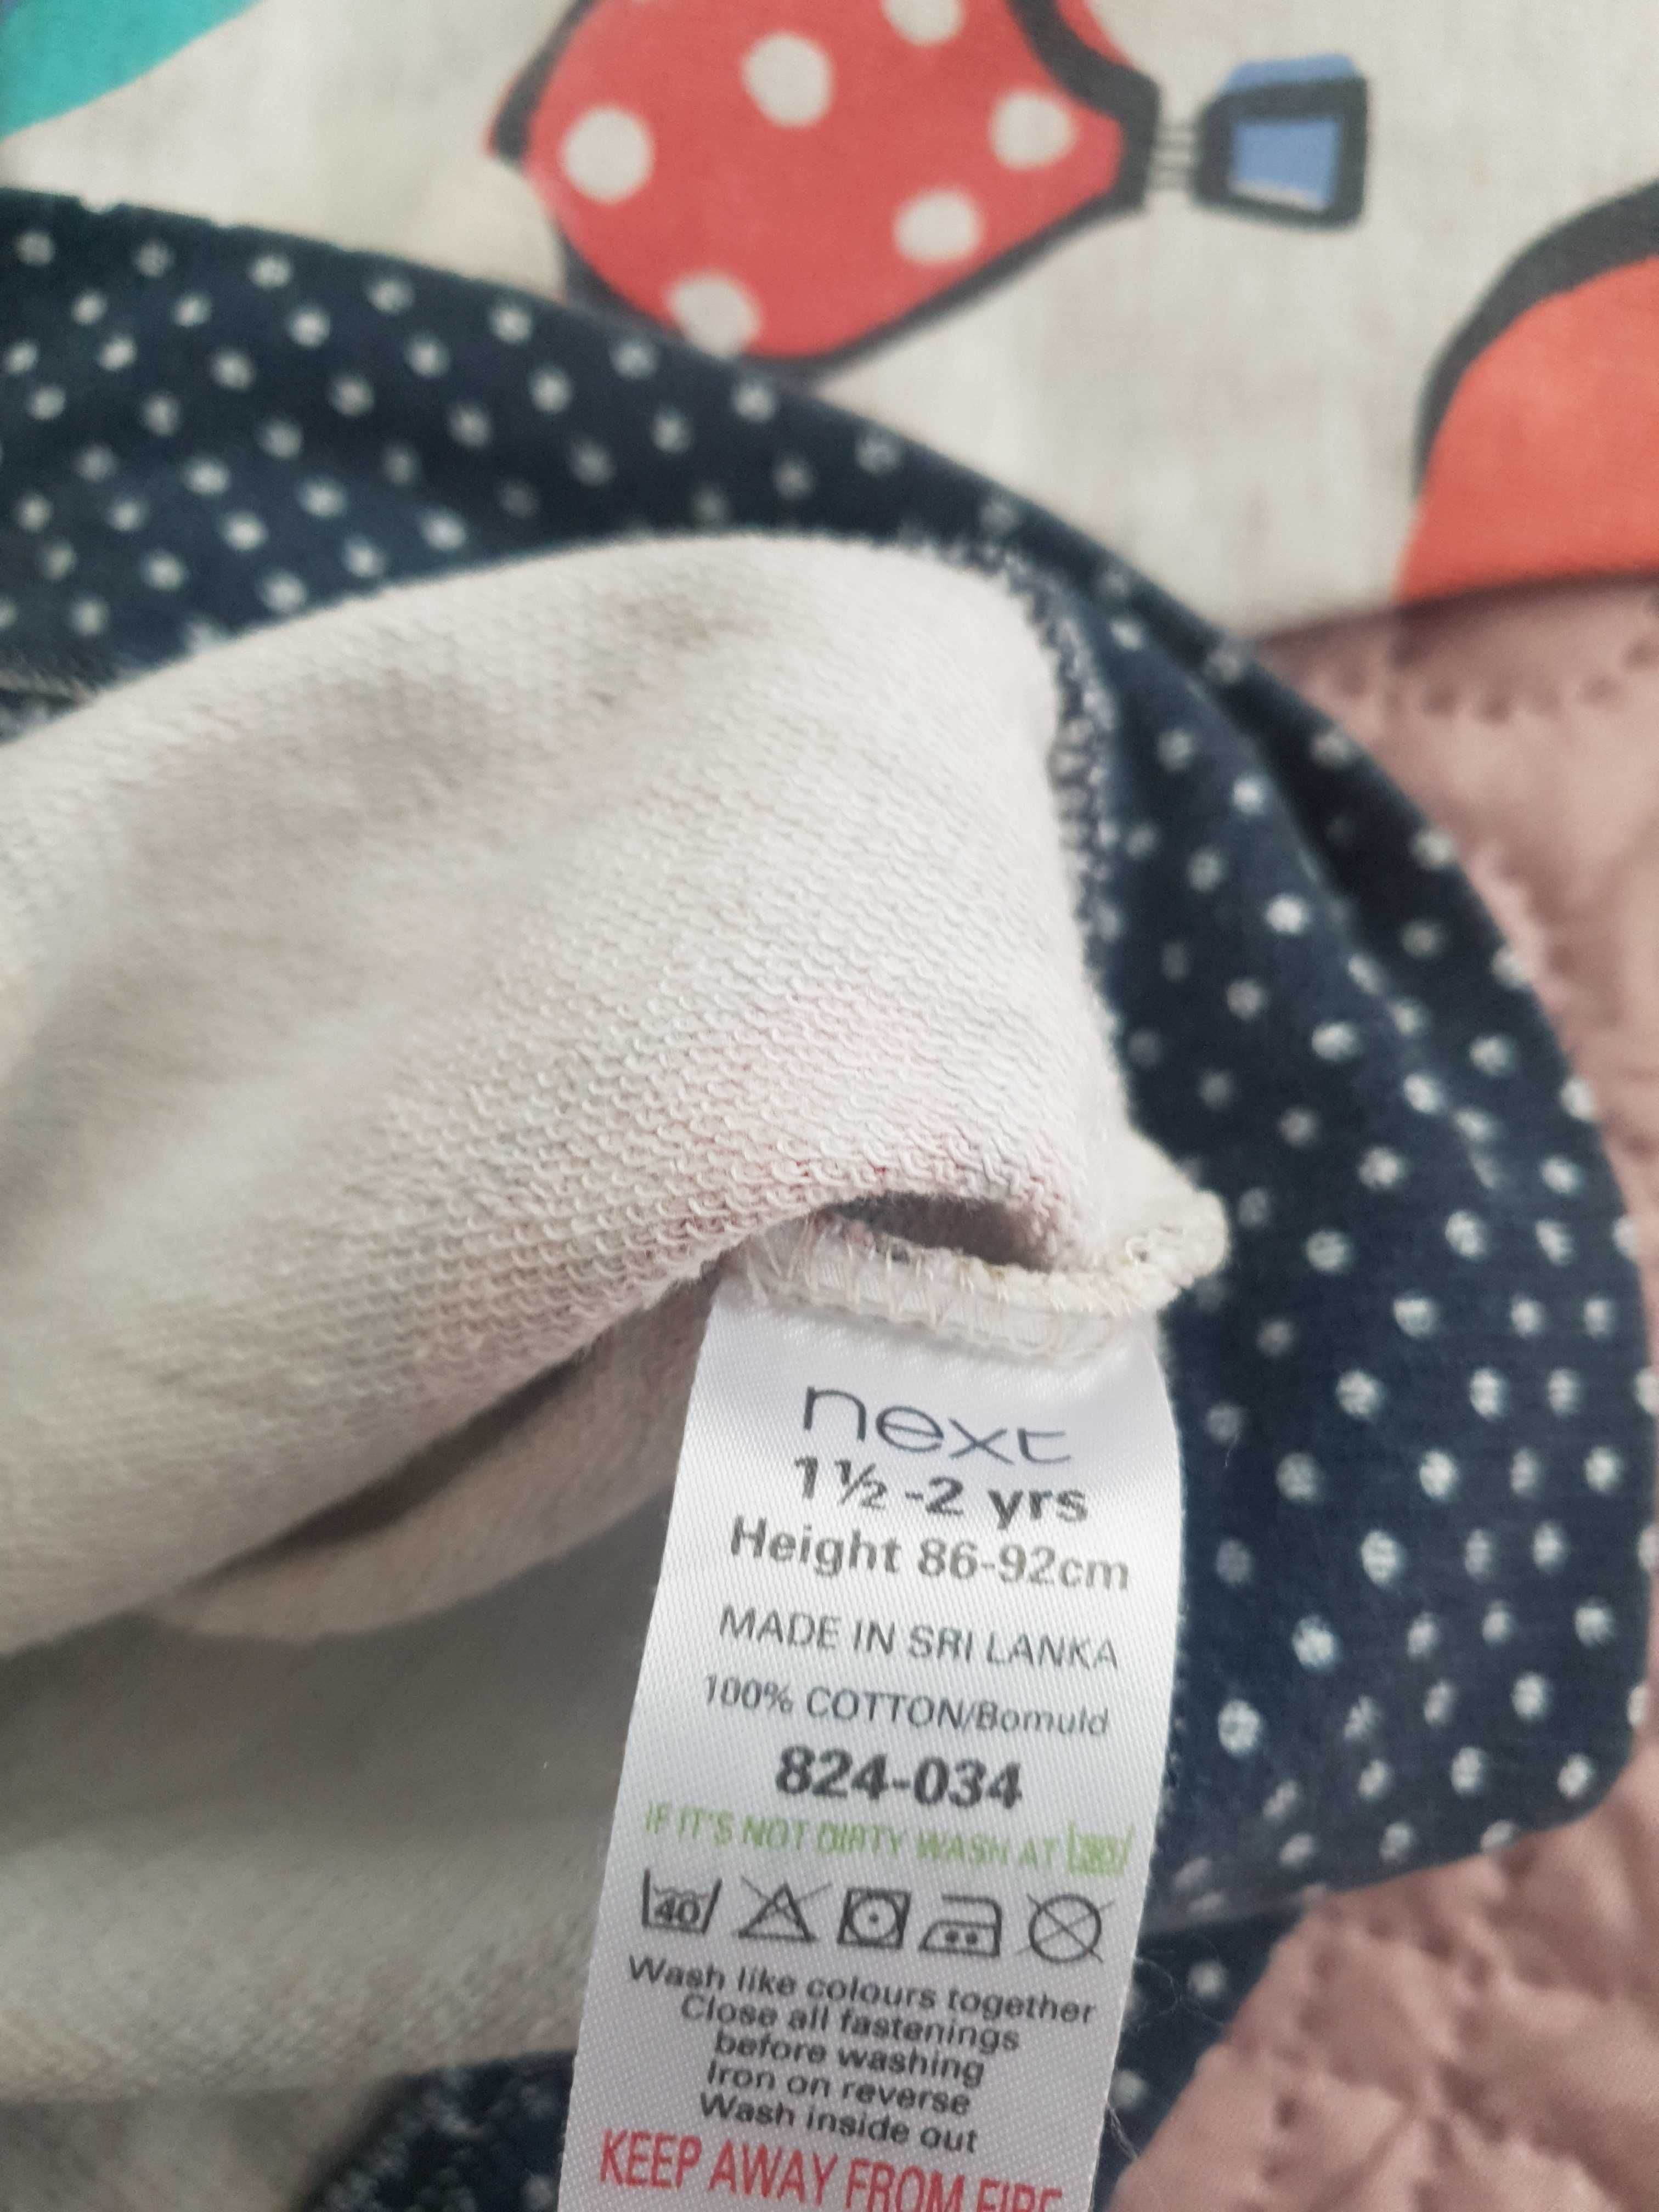 next
1½-2 yrs
Height 86-92cm
MADE IN SRI LANKA
100% COTTON/Bomuld
824-034
IF IT'S NOT DIRTY WASH AT 30
40
Wash like colours together
Close all fastenings
before washing
Iron on reverse
Wash inside out
KEEP AWAY FROM FIRE